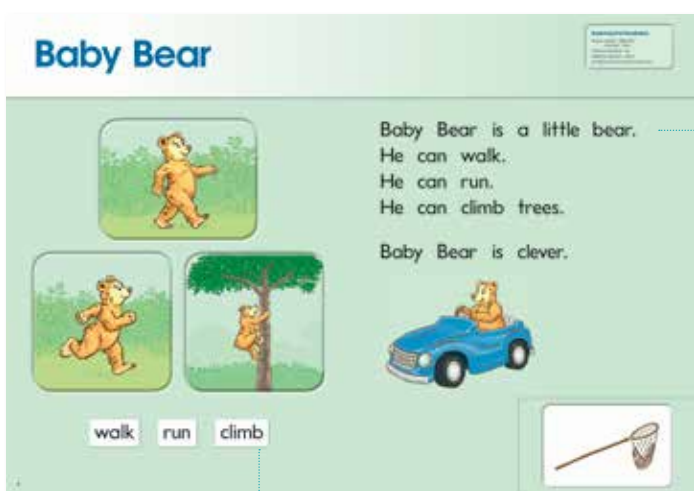 Baby Bear
Baby Bear is a little bear.
He can walk.
He can run.
He can climb trees.
Baby Bear is clever.
walk run climb